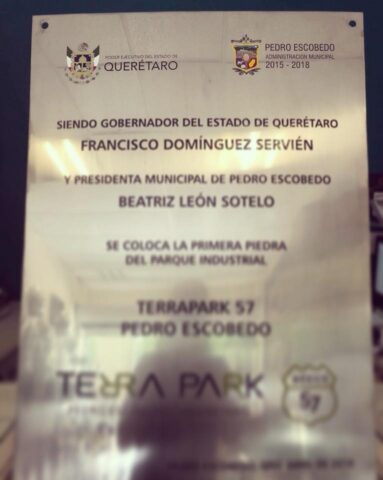 PODER EJECUTIVO DEL ESTADO DE
QUERÉTARO
PEDRO ESCOBEDO
ADMINISTRACIÓN MUNICIPAL
2015 - 2018
SIENDO GOBERNADOR DEL ESTADO DE QUERÉTARO
FRANCISCO DOMÍNGUEZ SERVIÉN
Y PRESIDENTA MUNICIPAL DE PEDRO ESCOBEDO
BEATRIZ LEÓN SOTELO
SE COLOCA LA PRIMERA PIEDRA
DEL PARQUE INDUSTRIAL
TERRAPARK 57
PEDRO ESCOBEDO
TERRA PARK
57